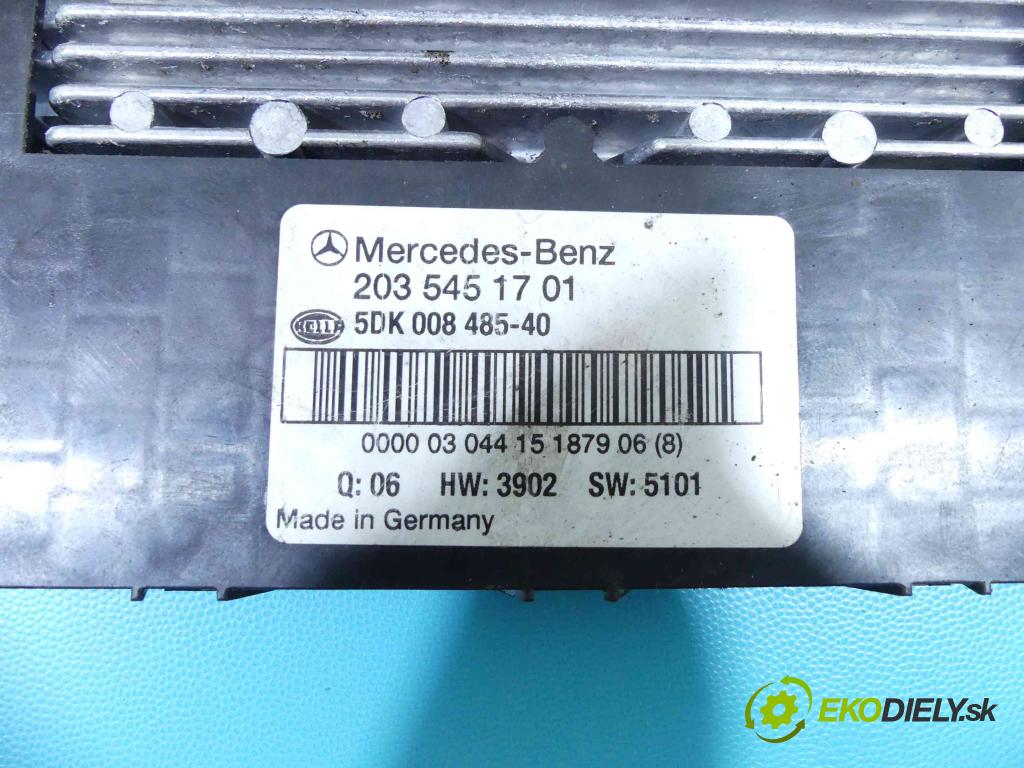 Mercedes-Benz
203 545 17 01
HELLA 5DK 008 485-40
0000 03 044 15 1879 06 (8)
Q: 06 HW: 3902 SW: 5101
Made in Germany
EKODIELY.sk